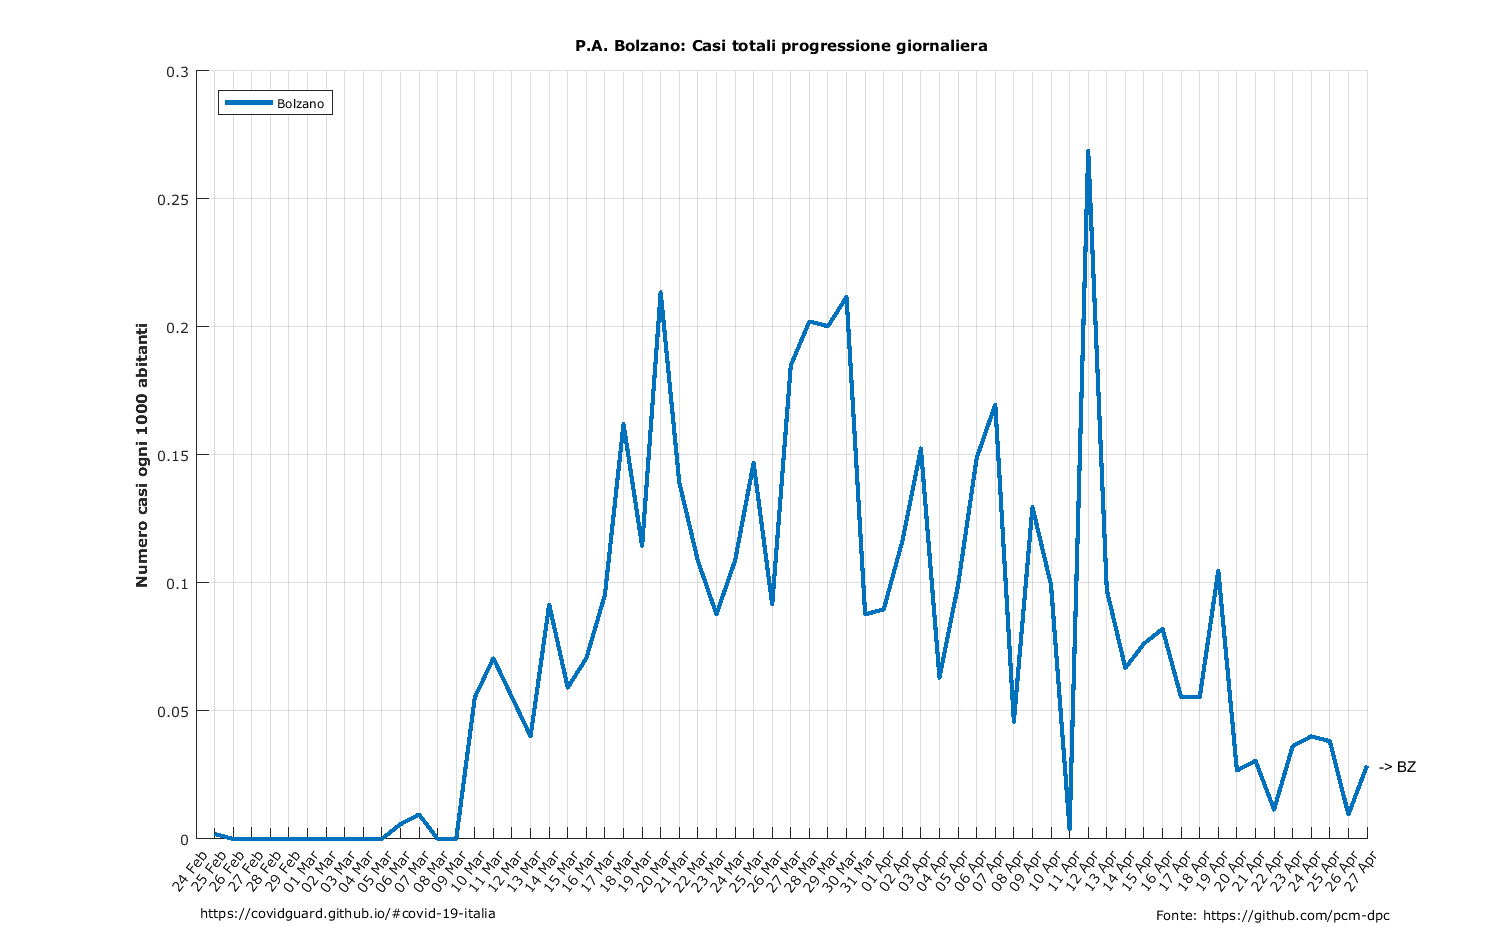 P.A. Bolzano: Casi totali progressione giornaliera
Bolzano
Numero casi ogni 1000 abitanti
0.3
0.25
0.2
0.15
0.1
0.05
0
-> BZ
24 Feb
25 Feb
26 Feb
27 Feb
28 Feb
29 Feb
01 Mar
02 Mar
03 Mar
04 Mar
05 Mar
06 Mar
07 Mar
08 Mar
09 Mar
10 Mar
11 Mar
12 Mar
13 Mar
14 Mar
15 Mar
16 Mar
17 Mar
18 Mar
19 Mar
20 Mar
21 Mar
22 Mar
23 Mar
24 Mar
25 Mar
26 Mar
27 Mar
28 Mar
29 Mar
30 Mar
31 Mar
01 Apr
02 Apr
03 Apr
04 Apr
05 Apr
06 Apr
07 Apr
08 Apr
09 Apr
10 Apr
11 Apr
12 Apr
13 Apr
14 Apr
15 Apr
16 Apr
17 Apr
18 Apr
19 Apr
20 Apr
21 Apr
22 Apr
23 Apr
24 Apr
25 Apr
26 Apr
27 Apr
https://covidguard.github.io/#covid-19-italia
Fonte: https://github.com/pcm-dpc